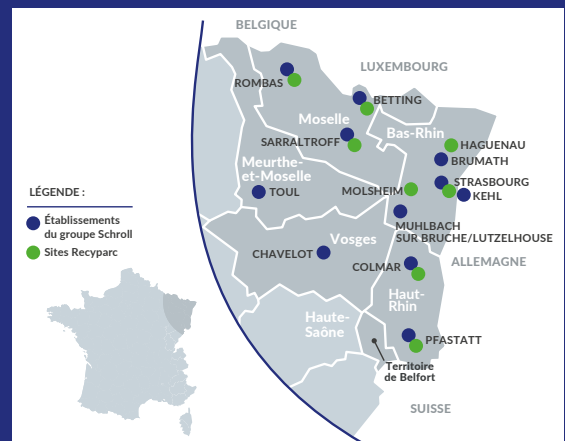 BELGIQUE
LUXEMBOURG
ROMBAS
BETTING
Moselle
Bas-Rhin
SARRALTROFF
HAGUENAU
BRUMATH
Meurthe-
et-Moselle
STRASBOURG
TOUL
MOLSHEIM
KEHL
LÉGENDE :
Établissements
du groupe Schroll
Sites Recyparc
MUHLBACH
SUR BRUCHE/LUTZELHOUSE
Vosges
CHAVELOT
COLMAR
ALLEMAGNE
Haut-
Rhin
Haute-
Saône
PFASTATT
Territoire
de Belfort
SUISSE